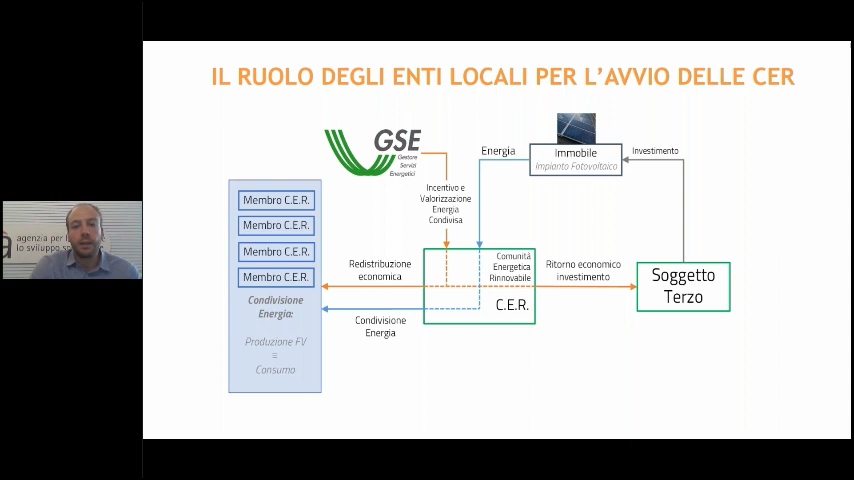 IL RUOLO DEGLI ENTI LOCALI PER L'AVVIO DELLE CER
GSE
Gestore
Servizi
Energetici
Energia
Immobile
Impianto Fotovoltaico
Investimento
Incentivo e
Valorizzazione
Energia
Condivisa
Membro C.E.R.
Membro C.E.R.
Membro C.E.R.
Membro C.E.R.
Condivisione
Energia:
Produzione FV
=
Consumo
Redistribuzione
economica
Condivisione
Energia
Comunità
Energetica
Rinnovabile
C.E.R.
Ritorno economico
investimento
Soggetto
Terzo
agenzia per
lo sviluppo